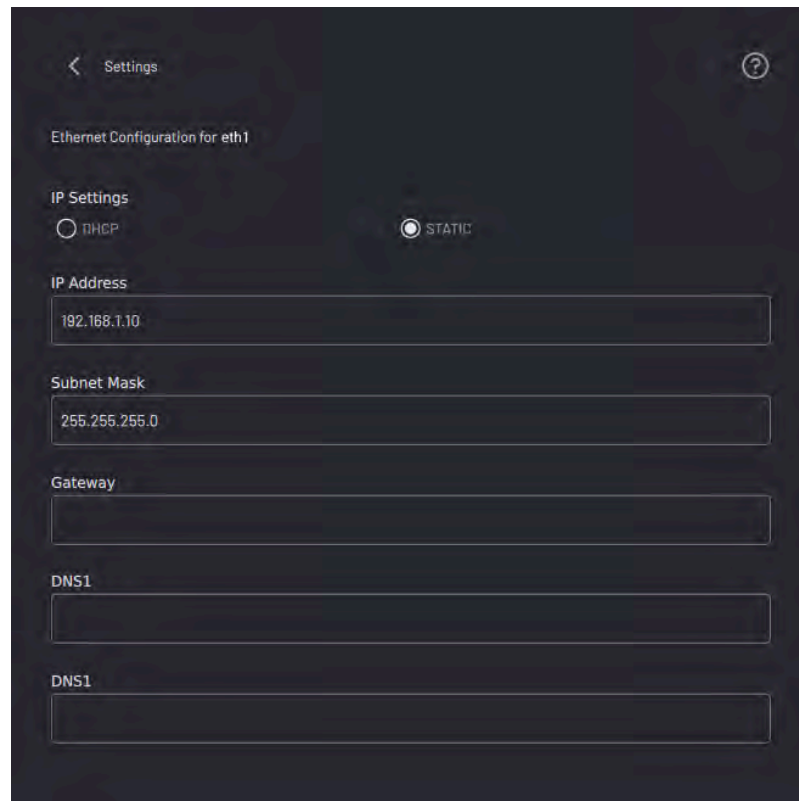 Settings
?
Ethernet Configuration for eth1
IP Settings
DHCP STATIC
IP Address
192.168.1.10
Subnet Mask
255.255.255.0
Gateway
DNS1
DNS1